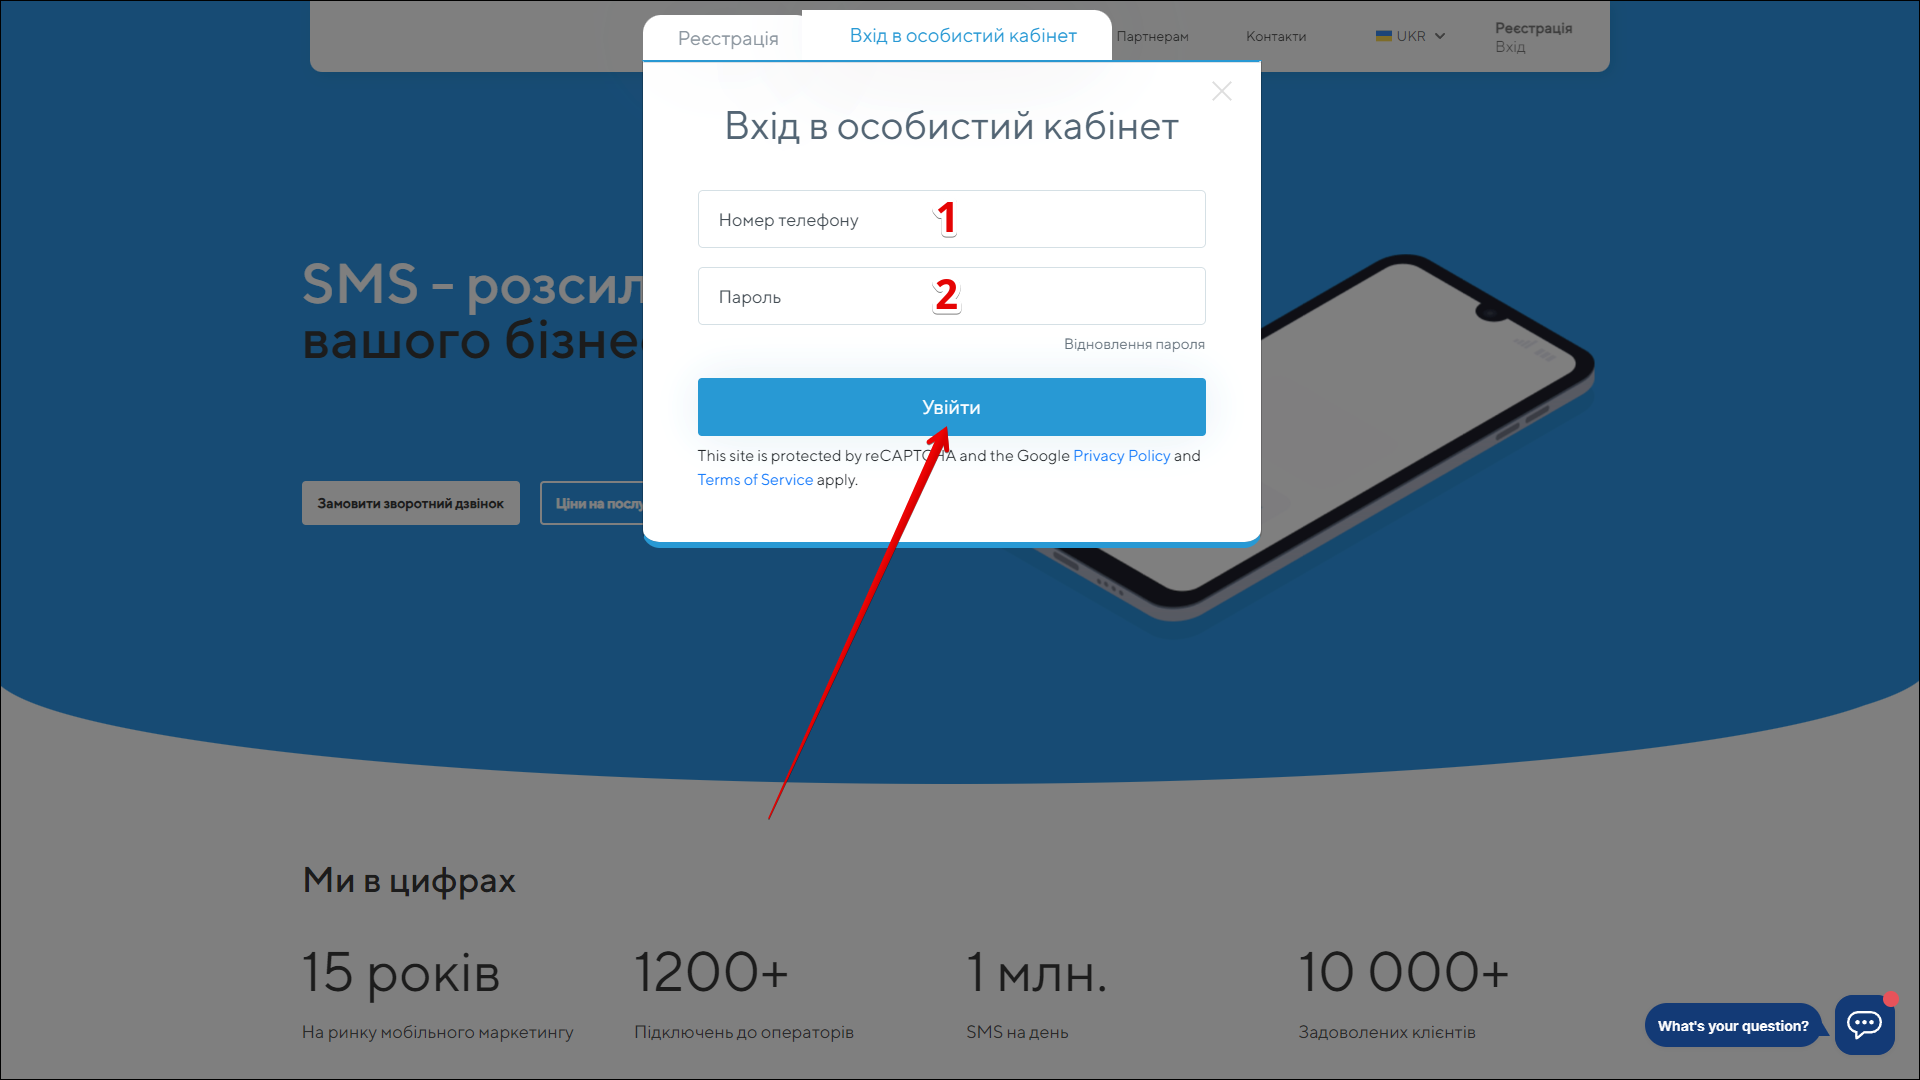 Реєстрація
Вхід в особистий кабінет
Партнерам
Контакти
UKR
Реєстрація
Вхід
Вхід в особистий кабінет
Номер телефону
1
Пароль
2
Відновлення пароля
Увійти
This site is protected by reCAPTCHA and the Google Privacy Policy and
Terms of Service apply.
SMS - розсил
вашого бізне
Замовити зворотний дзвінок
Ціни на послу
Ми в цифрах
15 років
На ринку мобільного маркетингу
1200+
Підключень до операторів
1 млн.
SMS на день
10 000+
Задоволених клієнтів
What's your question?